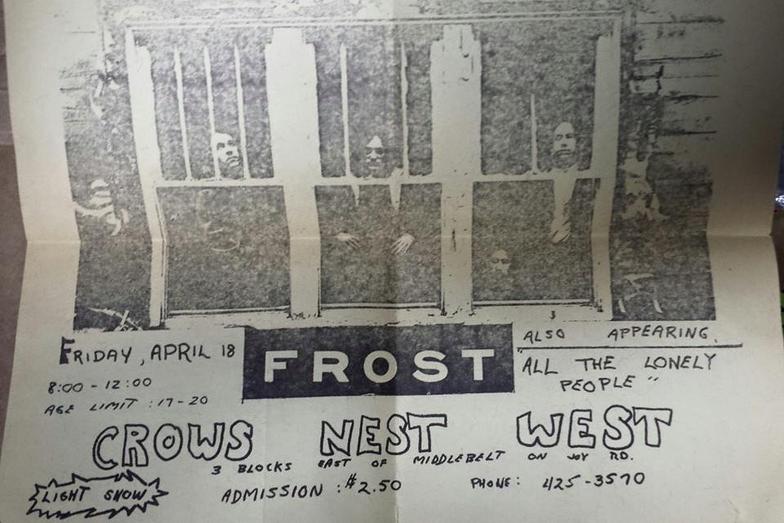 FRIDAY, APRIL 18
8:00 - 12:00
AGE LIMIT : 17-20
FROST
ALSO APPEARING.
ALL THE LONELY
PEOPLE "
CROWS NEST WEST
3 BLOCKS EAST OF MIDDLEBELT ON JOY RD.
LIGHT SHOW
ADMISSION : $2.50
PHONE: 425-3570